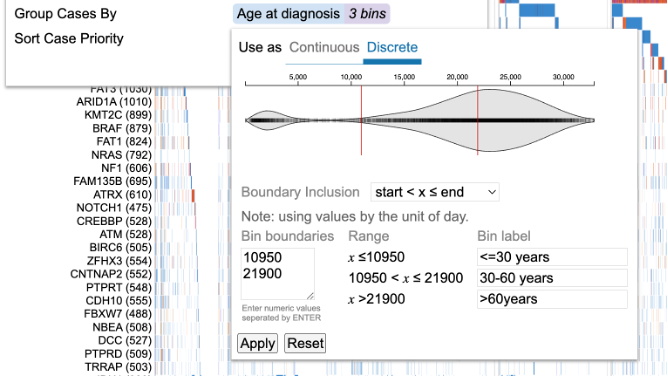 Group Cases By
Age at diagnosis 3 bins
Sort Case Priority
Use as Continuous Discrete
5,000 10,000 15,000 20,000 25,000 30,000
Boundary Inclusion start < x ≤ end
Note: using values by the unit of day.
Bin boundaries Range Bin label
10950 x ≤10950 <=30 years
21900 10950 < x ≤ 21900 30-60 years
x >21900 >60years
Enter numeric values
seperated by ENTER
Apply Reset
FAT3 (1030)
ARID1A (1010)
KMT2C (899)
BRAF (879)
FAT1 (824)
NRAS (792)
NF1 (606)
FAM135B (695)
ATRX (610)
NOTCH1 (475)
CREBBP (528)
ATM (528)
BIRC6 (505)
ZFHX3 (554)
CNTNAP2 (552)
PTPRT (548)
CDH10 (555)
FBXW7 (488)
NBEA (508)
DCC (527)
PTPRD (509)
TRRAP (503)